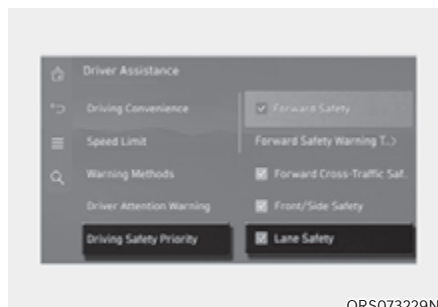 Driver Assistance
Driving Convenience
Speed Limit
Warning Methods
Driver Attention Warning
Driving Safety Priority
Forward Safety
Forward Safety Warning T..
Forward Cross-Traffic Saf.
Front/Side Safety
Lane Safety
ORS073229N